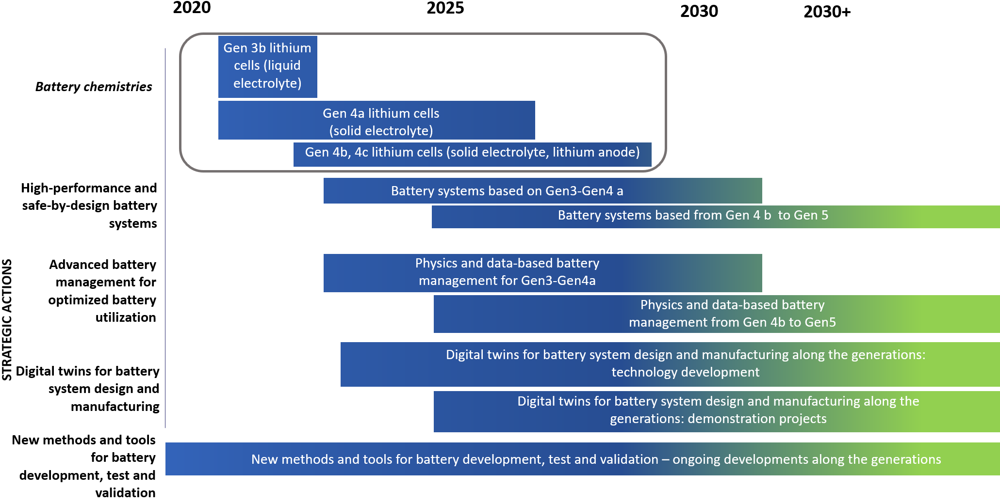 2020
2025
2030
2030+
Battery chemistries
Gen 3b lithium
cells (liquid
electrolyte)
Gen 4a lithium cells
(solid electrolyte)
Gen 4b, 4c lithium cells (solid electrolyte, lithium anode)
High-performance and
safe-by-design battery
systems
Battery systems based on Gen3-Gen4 a
Battery systems based from Gen 4 b  to Gen 5
STRATEGIC ACTIONS
Advanced battery
management for
optimized battery
utilization
Physics and data-based battery
management for Gen3-Gen4a
Physics and data-based battery
management from Gen 4b to Gen5
Digital twins for battery
system design and
manufacturing
Digital twins for battery system design and manufacturing along the generations:
technology development
Digital twins for battery system design and manufacturing along the
generations: demonstration projects
New methods and tools
for battery
development, test and
validation
New methods and tools for battery development, test and validation – ongoing developments along the generations